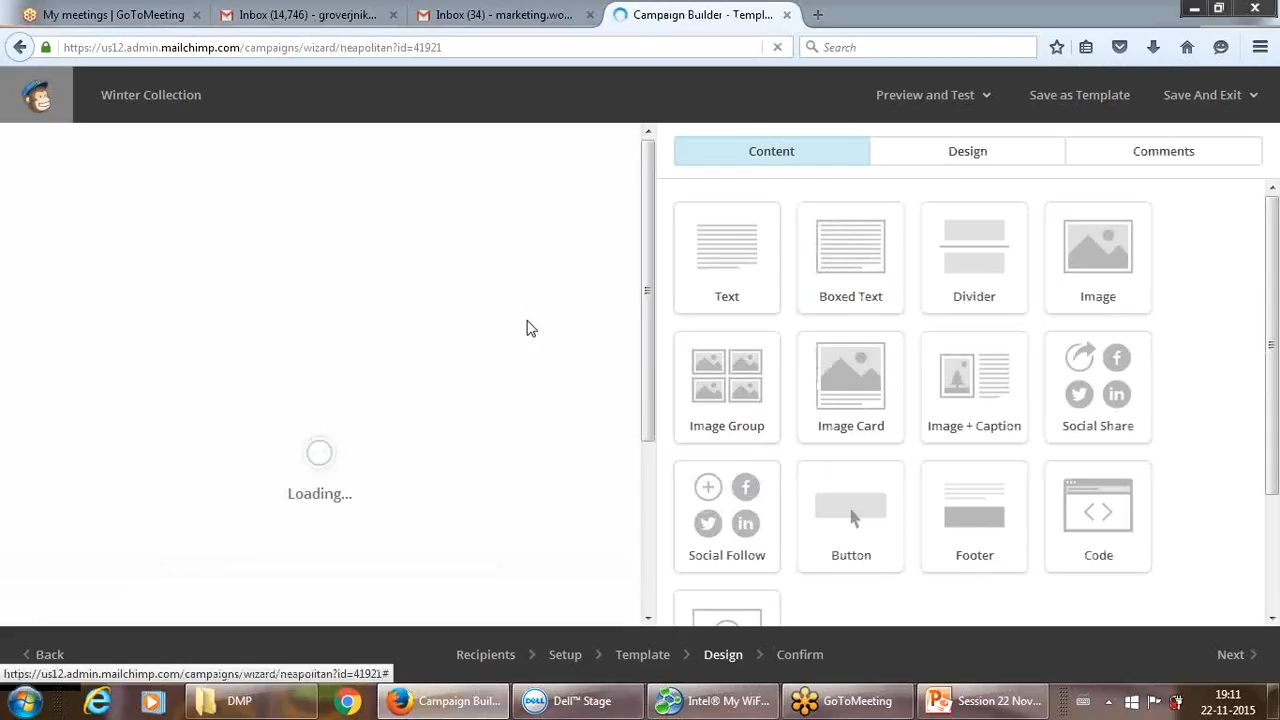 My meetings | GoToMeeting
Inbox (14,746) - groverjnik...
Inbox (34) - marketing.wo...
Campaign Builder - Templ...
https://us12.admin.mailchimp.com/campaigns/wizard/neapolitan?id=41921
Search
Winter Collection
Preview and Test
Save as Template
Save And Exit
Content
Design
Comments
Text
Boxed Text
Divider
Image
Image Group
Image Card
Image + Caption
Social Share
Social Follow
Button
Footer
Code
Loading...
Back
Recipients
Setup
Template
Design
Confirm
Next
https://us12.admin.mailchimp.com/campaigns/wizard/neapolitan?id=41921#
DMP
Campaign Buil...
DELL
Dell™ Stage
Intel® My WiF...
GoToMeeting
Session 22 Nov...
19:11
22-11-2015